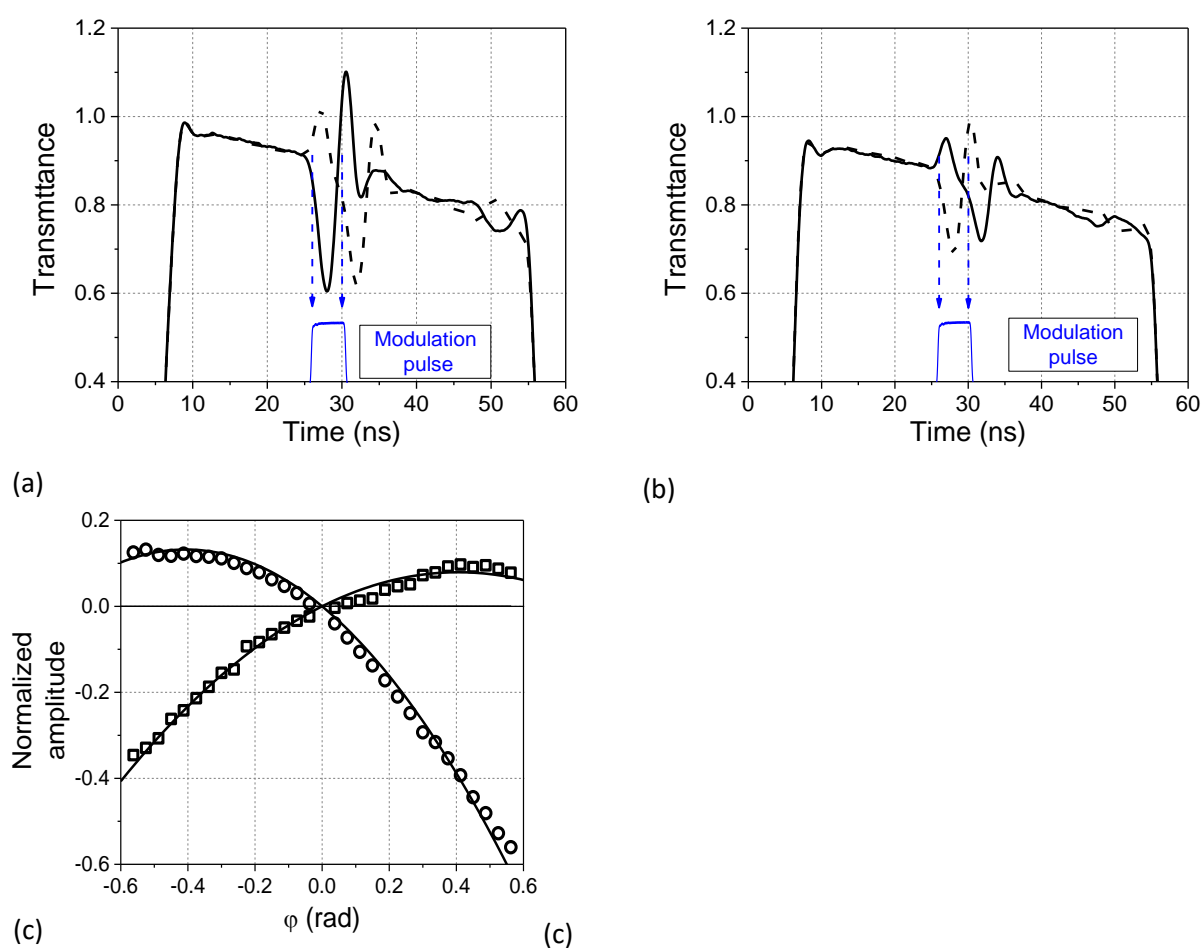 1.2
1.0
0.8
0.6
0.4
Transmttance
Modulation
pulse
0 10 20 30 40 50 60
Time (ns)
(a)
1.2
1.0
0.8
0.6
0.4
Transmttance
Modulation
pulse
0 10 20 30 40 50 60
Time (ns)
(b)
0.2
0.0
-0.2
-0.4
-0.6
Normalized
amplitude
-0.6 -0.4 -0.2 0.0 0.2 0.4 0.6
φ (rad)
(c)
(c)